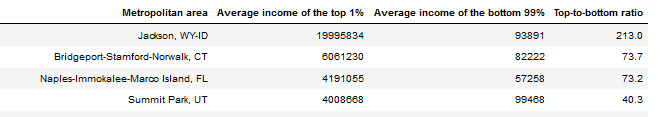 Metropolitan area Average income of the top 1% Average income of the bottom 99% Top-to-bottom ratio
Jackson, WY-ID 19995834 93891 213.0
Bridgeport-Stamford-Norwalk, CT 6061230 82222 73.7
Naples-Immokalee-Marco Island, FL 4191055 57258 73.2
Summit Park, UT 4008668 99468 40.3